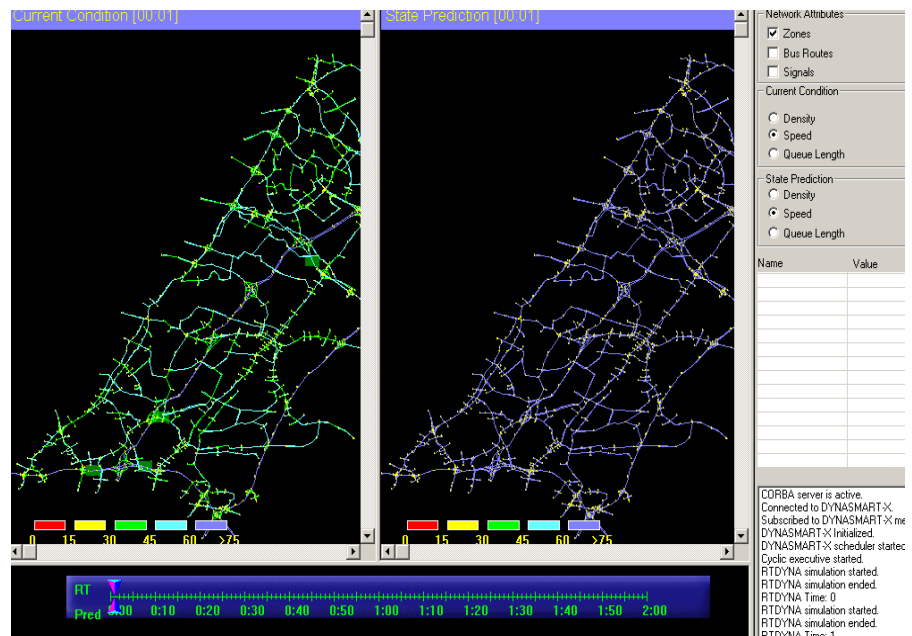 Current Condition [00:01]
State Prediction [00:01]
Network Attributes
Zones
Bus Routes
Signals
Current Condition
Density
Speed
Queue Length
State Prediction
Density
Speed
Queue Length
Name Value
0 15 30 45 60 >75
0 15 30 45 60 >75
CORBA server is active.
Connected to DYNASMART-X.
Subscribed to DYNASMART-X me
DYNASMART-X Initialized.
DYNASMART-X scheduler started
Cyclic executive started.
RTDYNA simulation started.
RTDYNA simulation ended.
RTDYNA Time: 0
RTDYNA simulation started.
RTDYNA simulation ended.
RTDYNA Time: 1
RT
Pred 0:00 0:10 0:20 0:30 0:40 0:50 1:00 1:10 1:20 1:30 1:40 1:50 2:00